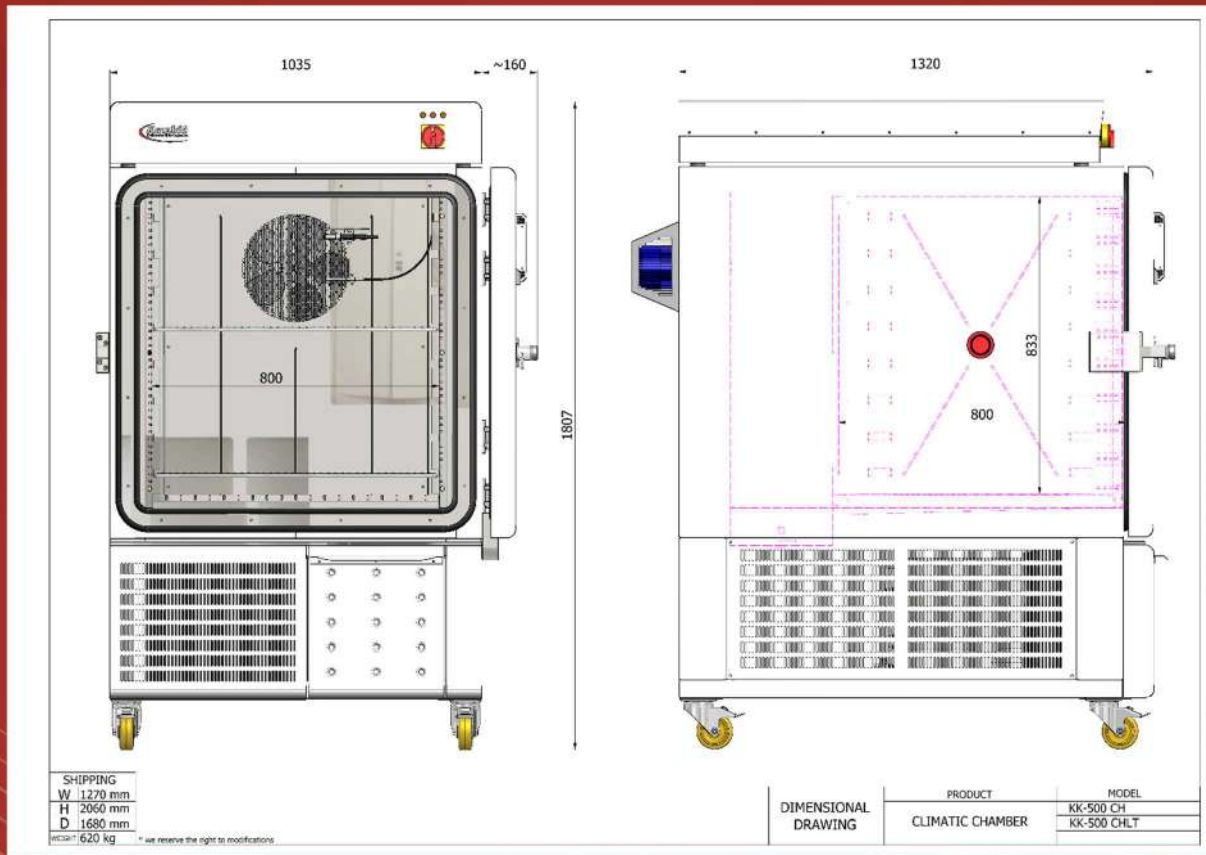 1035
~160
1320
800
1807
833
800
SHIPPING
W 1270 mm
H 2060 mm
D 1680 mm
WEIGHT 620 kg
* we reserve the right to modifications
DIMENSIONAL
DRAWING
PRODUCT
CLIMATIC CHAMBER
MODEL
KK-500 CH
KK-500 CHLT